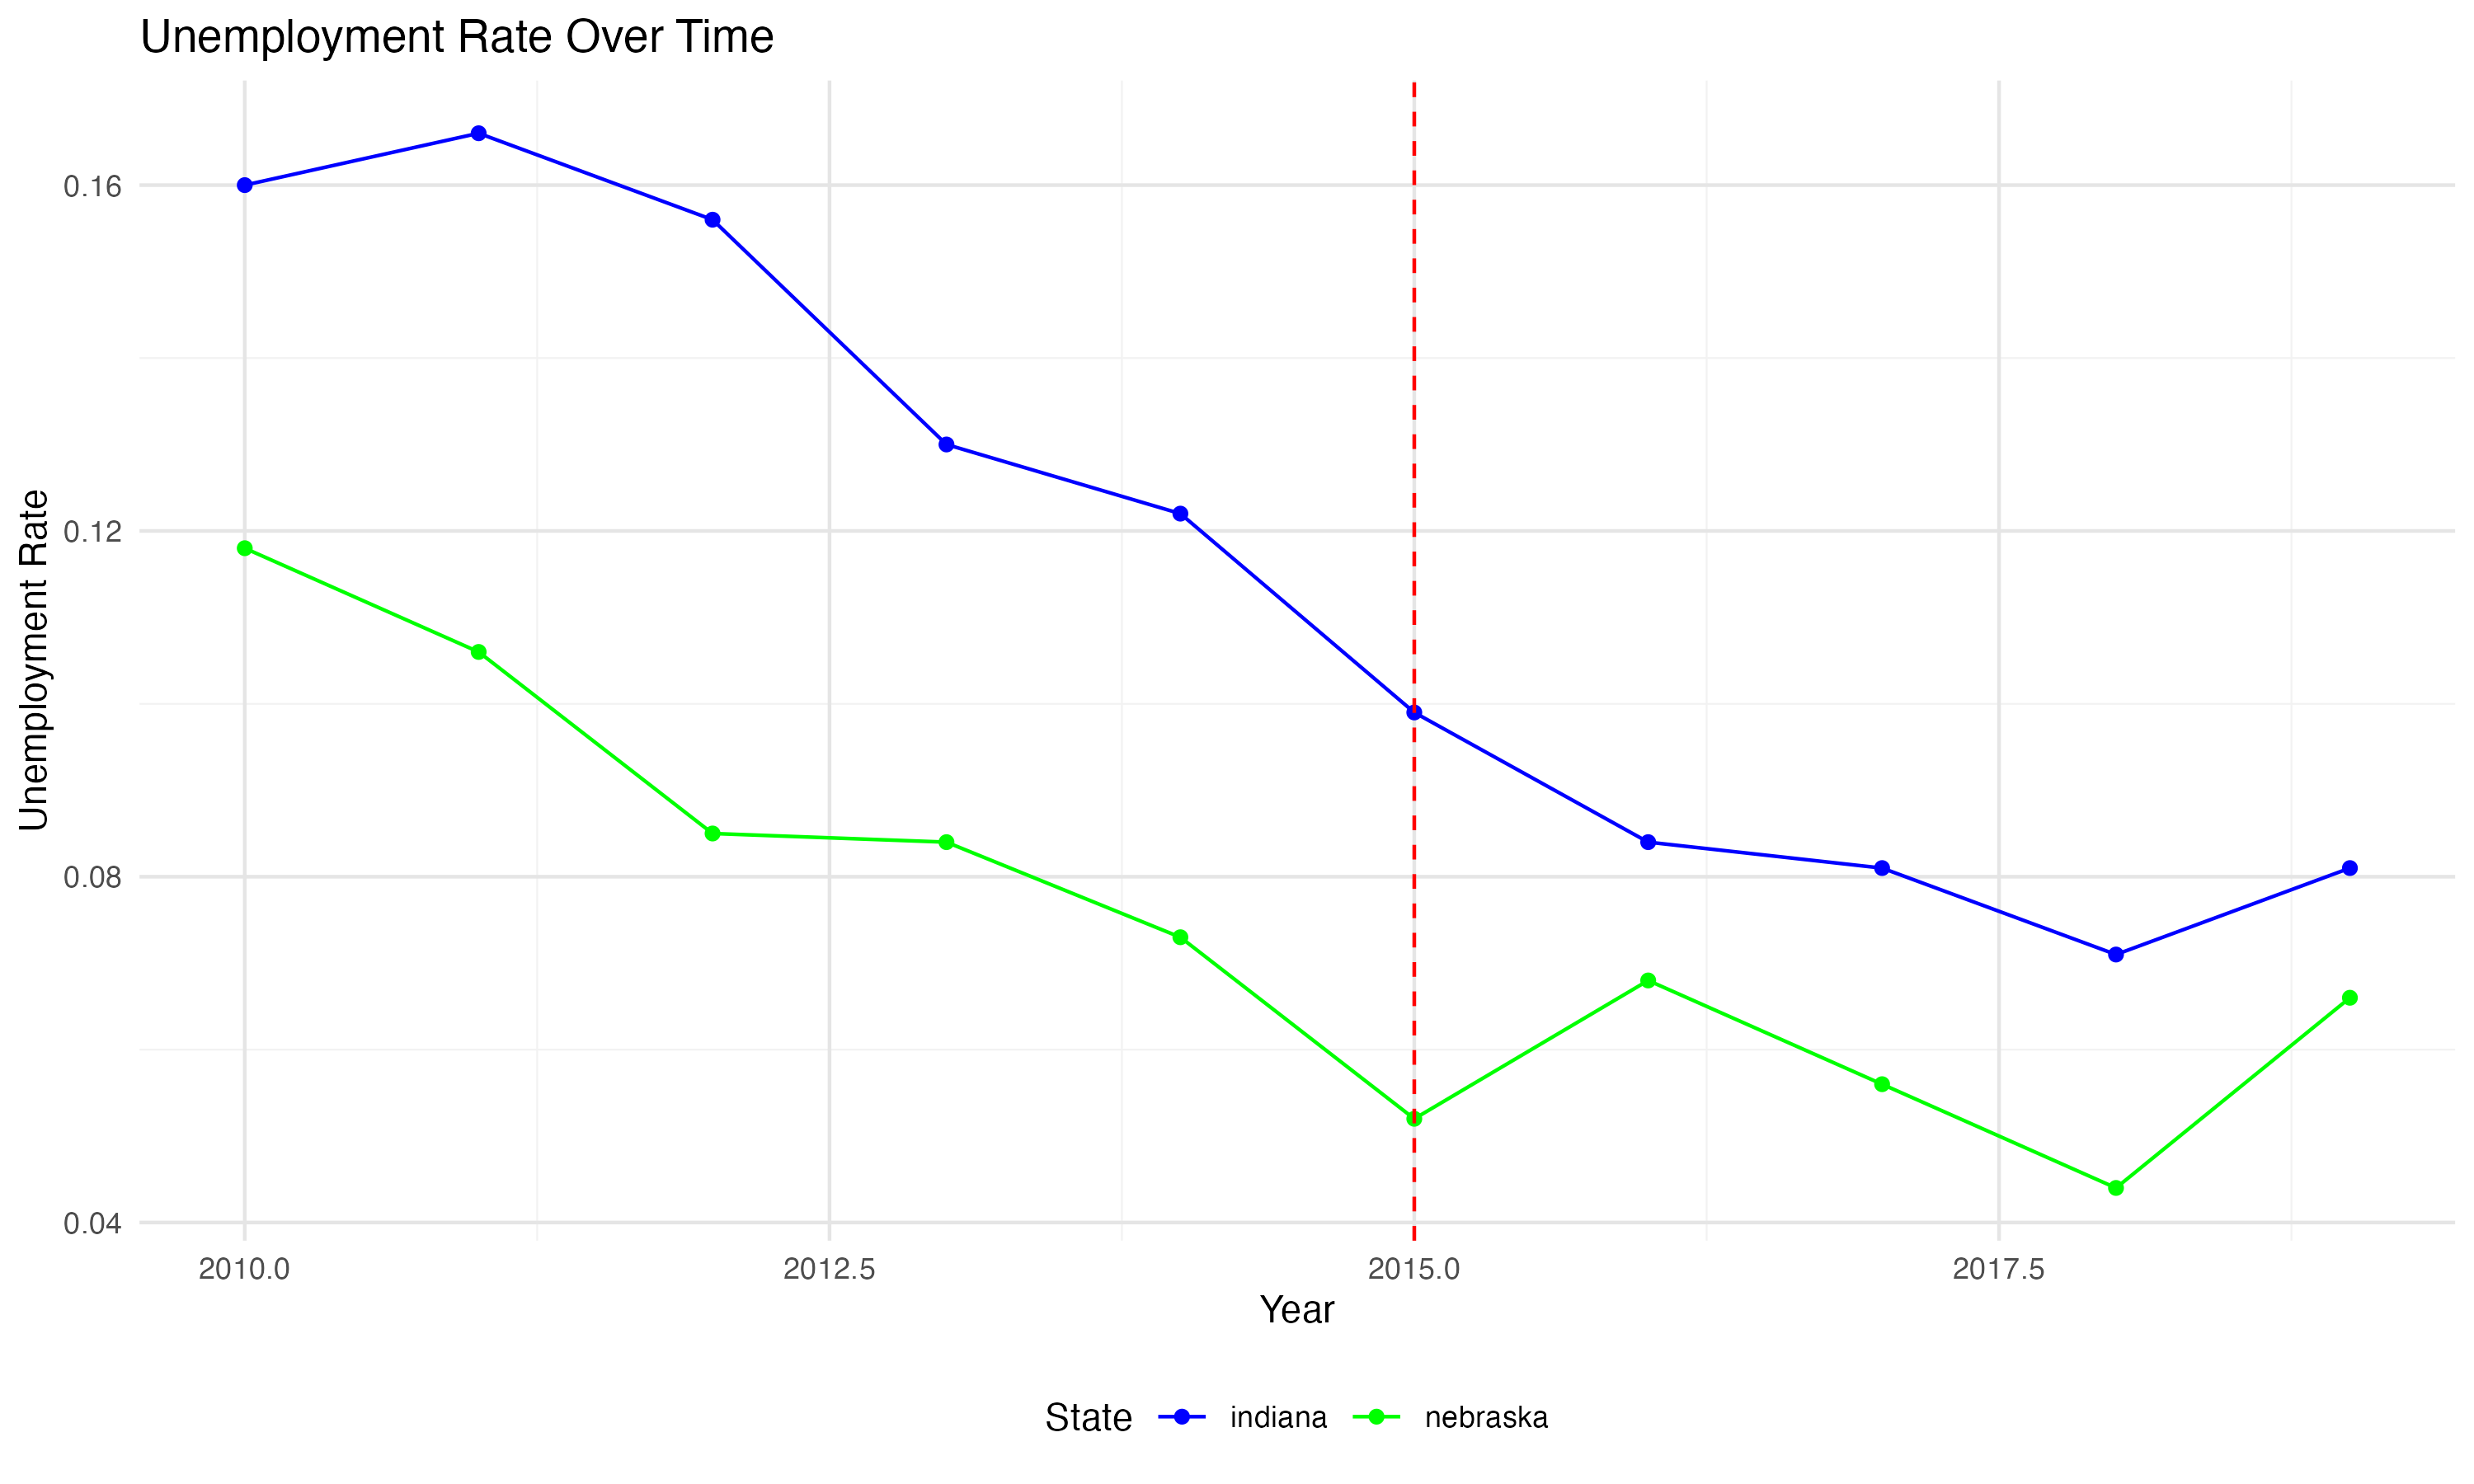 Unemployment Rate Over Time
Unemployment Rate
0.16
0.12
0.08
0.04
2010.0 2012.5 2015.0 2017.5
Year
State indiana nebraska